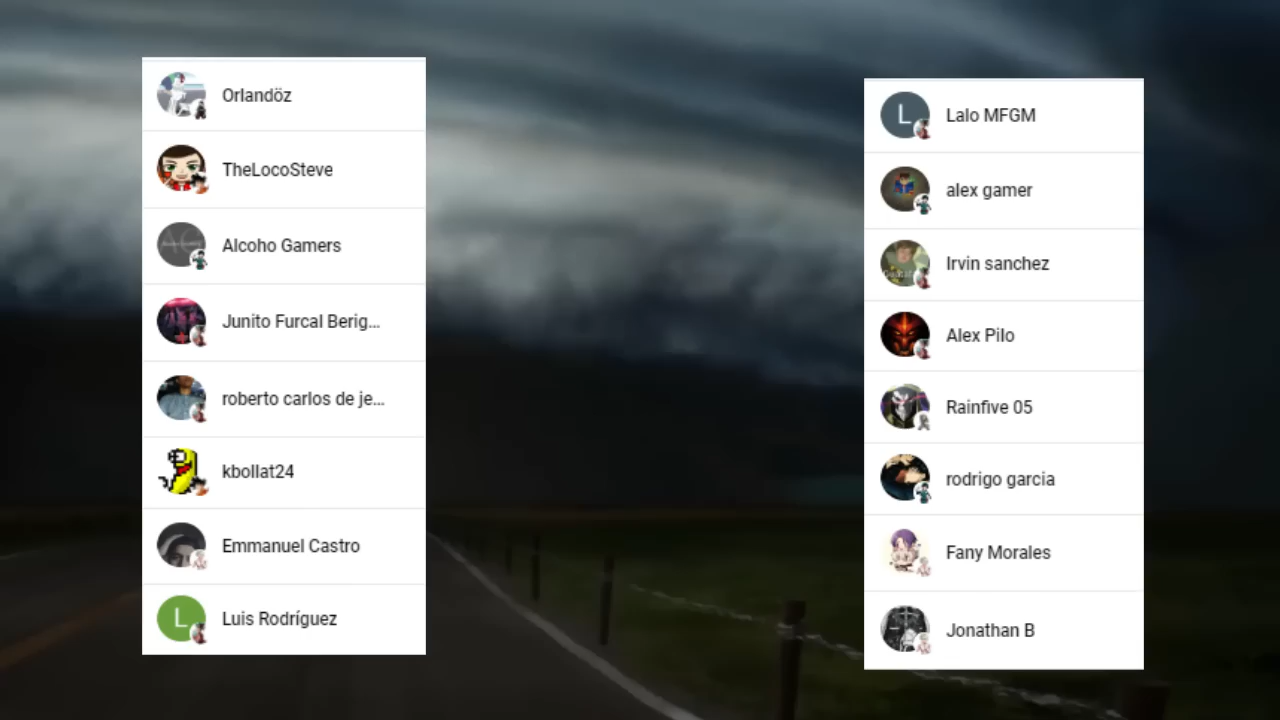 Orlandöz
TheLocoSteve
Alcoho Gamers
Junito Furcal Berig...
roberto carlos de je...
kbollat24
Emmanuel Castro
L
Luis Rodríguez
L
Lalo MFGM
alex gamer
Irvin sanchez
Alex Pilo
Rainfive 05
rodrigo garcia
Fany Morales
Jonathan B